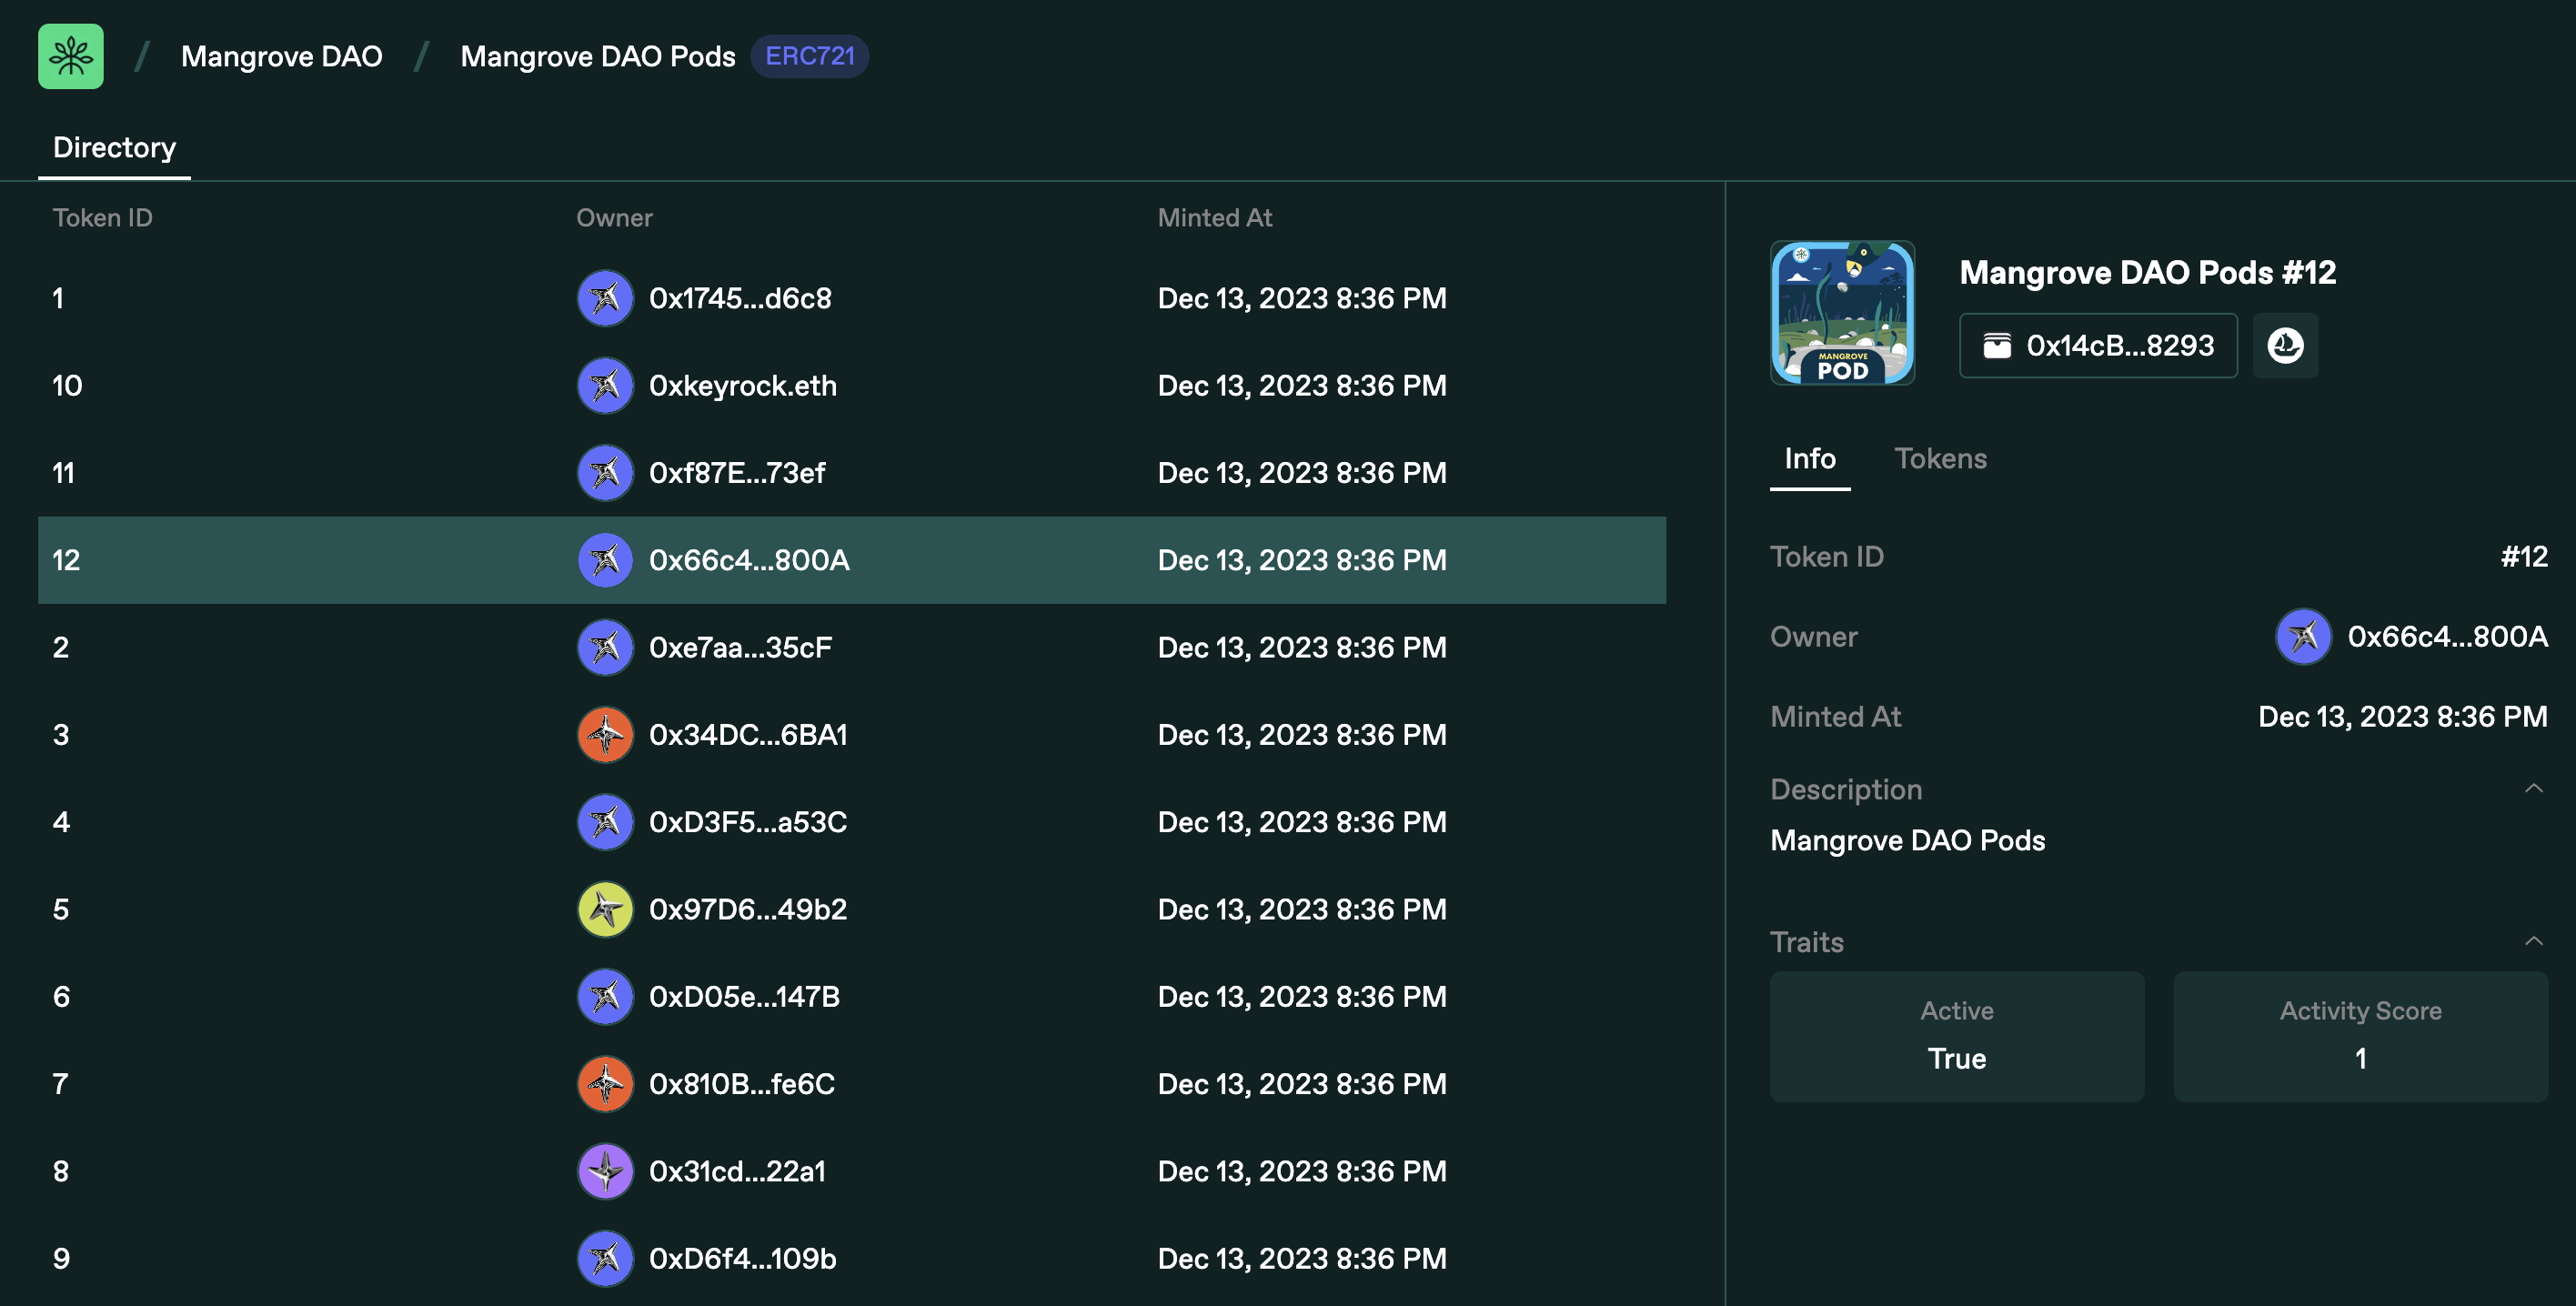 / Mangrove DAO / Mangrove DAO Pods ERC721
Directory
Token ID Owner Minted At
1 0x1745...d6c8 Dec 13, 2023 8:36 PM
10 0xkeyrock.eth Dec 13, 2023 8:36 PM
11 0xf87E...73ef Dec 13, 2023 8:36 PM
12 0x66c4...800A Dec 13, 2023 8:36 PM
2 0xe7aa...35cF Dec 13, 2023 8:36 PM
3 0x34DC...6BA1 Dec 13, 2023 8:36 PM
4 0xD3F5...a53C Dec 13, 2023 8:36 PM
5 0x97D6...49b2 Dec 13, 2023 8:36 PM
6 0xD05e...147B Dec 13, 2023 8:36 PM
7 0x810B...fe6C Dec 13, 2023 8:36 PM
8 0x31cd...22a1 Dec 13, 2023 8:36 PM
9 0xD6f4...109b Dec 13, 2023 8:36 PM
MANGROVE
POD
Mangrove DAO Pods #12
0x14cB...8293
Info Tokens
Token ID #12
Owner 0x66c4...800A
Minted At Dec 13, 2023 8:36 PM
Description
Mangrove DAO Pods
Traits
Active
True
Activity Score
1